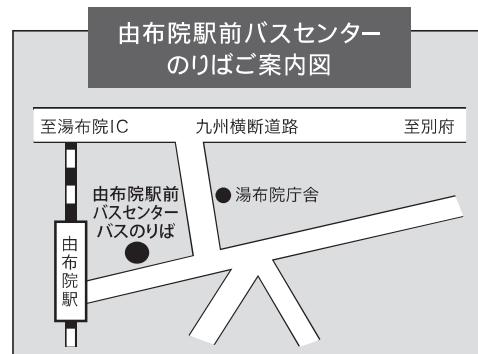 由布院駅前バスセンター
のりばご案内図
至湯布院IC
九州横断道路
至別府
由布院駅前
バスセンター
バスのりば
湯布院庁舎
由布院駅